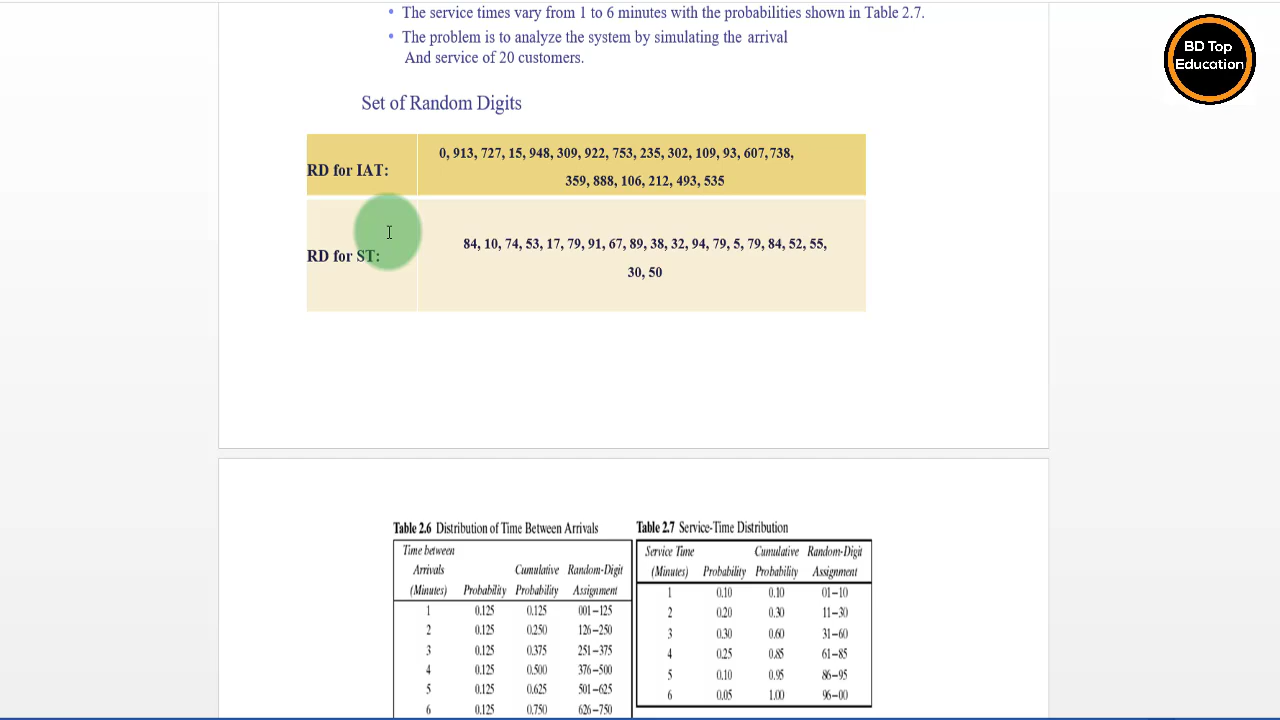 • The service times vary from 1 to 6 minutes with the probabilities shown in Table 2.7.
• The problem is to analyze the system by simulating the arrival
And service of 20 customers.
BD Top
Education
Set of Random Digits
RD for IAT:
0, 913, 727, 15, 948, 309, 922, 753, 235, 302, 109, 93, 607, 738,
359, 888, 106, 212, 493, 535
RD for ST:
84, 10, 74, 53, 17, 79, 91, 67, 89, 38, 32, 94, 79, 5, 79, 84, 52, 55,
30, 50
Table 2.6 Distribution of Time Between Arrivals
Time between
Arrivals Cumulative Random-Digit
(Minutes) Probability Probability Assignment
1 0.125 0.125 001–125
2 0.125 0.250 126–250
3 0.125 0.375 251–375
4 0.125 0.500 376–500
5 0.125 0.625 501–625
6 0.125 0.750 626–750
Table 2.7 Service-Time Distribution
Service Time Cumulative Random-Digit
(Minutes) Probability Probability Assignment
1 0.10 0.10 01–10
2 0.20 0.30 11–30
3 0.30 0.60 31–60
4 0.25 0.85 61–85
5 0.10 0.95 86–95
6 0.05 1.00 96–00